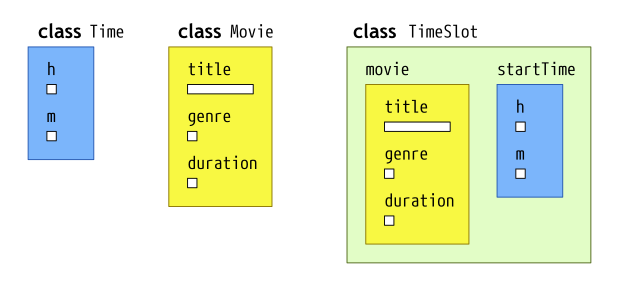 class Time
h
m
class Movie
title
genre
duration
class TimeSlot
movie
title
genre
duration
startTime
h
m